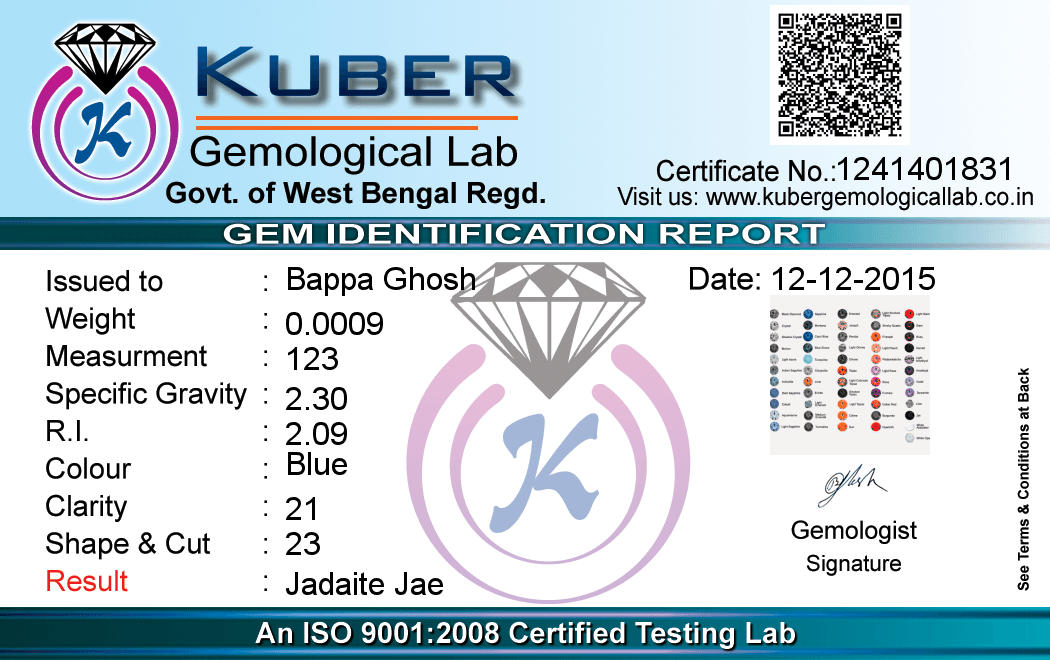 KUBER
Gemological Lab
Govt. of West Bengal Regd.
Certificate No.:1241401831
Visit us: www.kubergemologicallab.co.in
GEM IDENTIFICATION REPORT
Issued to : Bappa Ghosh
Date: 12-12-2015
Weight : 0.0009
Measurment : 123
Specific Gravity : 2.30
R.I. : 2.09
Colour : Blue
Clarity : 21
Shape & Cut : 23
Result : Jadaite Jae
K
K
Gemologist
Signature
See Terms & Conditions at Back
An ISO 9001:2008 Certified Testing Lab